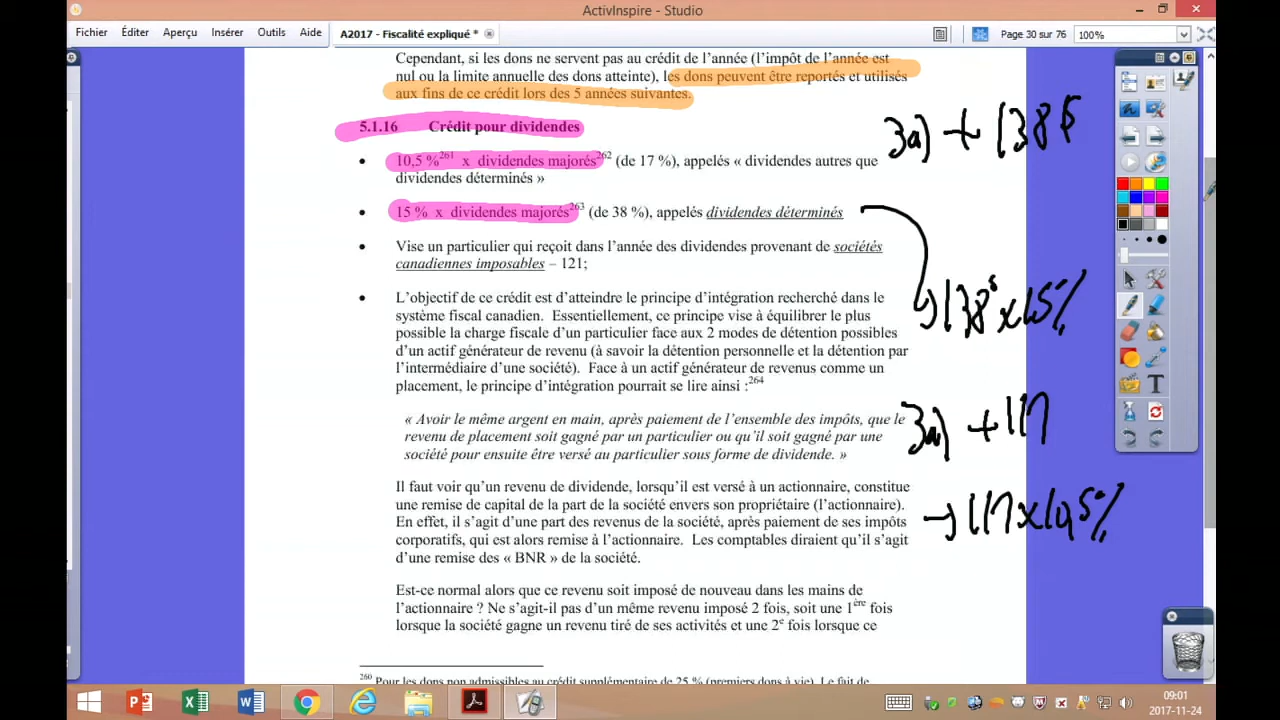 ActivInspire - Studio
Fichier Éditer Aperçu Insérer Outils Aide A2017 - Fiscalité expliqué * Page 30 sur 76 100%
Cependant, si les dons ne servent pas au crédit de l’année (l’impôt de l’année est
nul ou la limite annuelle des dons atteinte), les dons peuvent être reportés et utilisés
aux fins de ce crédit lors des 5 années suivantes.
5.1.16 Crédit pour dividendes
3a) + 138$
• 10,5 %261 x dividendes majorés262 (de 17 %), appelés « dividendes autres que
dividendes déterminés »
• 15 % x dividendes majorés263 (de 38 %), appelés dividendes déterminés
• Vise un particulier qui reçoit dans l’année des dividendes provenant de sociétés
canadiennes imposables – 121;
→ 138$ x 15%
• L’objectif de ce crédit est d’atteindre le principe d’intégration recherché dans le
système fiscal canadien. Essentiellement, ce principe vise à équilibrer le plus
possible la charge fiscale d’un particulier face aux 2 modes de détention possibles
d’un actif générateur de revenu (à savoir la détention personnelle et la détention par
l’intermédiaire d’une société). Face à un actif générateur de revenus comme un
placement, le principe d’intégration pourrait se lire ainsi :264
« Avoir le même argent en main, après paiement de l’ensemble des impôts, que le
revenu de placement soit gagné par un particulier ou qu’il soit gagné par une
société pour ensuite être versé au particulier sous forme de dividende. »
3a) + 117
Il faut voir qu’un revenu de dividende, lorsqu’il est versé à un actionnaire, constitue
une remise de capital de la part de la société envers son propriétaire (l’actionnaire).
En effet, il s’agit d’une part des revenus de la société, après paiement de ses impôts
corporatifs, qui est alors remise à l’actionnaire. Les comptables diraient qu’il s’agit
d’une remise des « BNR » de la société.
→ 117 x 10,5%
Est-ce normal alors que ce revenu soit imposé de nouveau dans les mains de
l’actionnaire ? Ne s’agit-il pas d’un même revenu imposé 2 fois, soit une 1ère fois
lorsque la société gagne un revenu tiré de ses activités et une 2e fois lorsque ce
260 Pour les dons non admissibles au crédit supplémentaire de 25 % (premiers dons à vie). Le fait de
09:01
2017-11-24